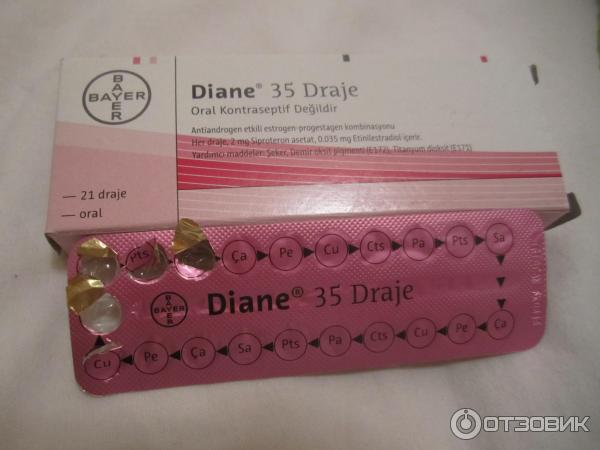 BAYER
BAYER
Diane® 35 Draje
Oral Kontraseptif Değildir
Antiandrogen etkili estrogen-progestagen kombinasyonu
Her draje, 2 mg Siproteron asetat, 0.035 mg Etinilestradiol içerir.
Yardımcı maddeler: Şeker, Demir oksit pigmenti (E172), Titanyum dioksit (E171)
— 21 draje
— oral
Pts Ça Pe Cu Cts Pa Pts Sa
BAYER
BAYER
Diane® 35 Draje
Cu Pe Ça Sa Pts Pa Cts Cu Pe Ça
ОТЗОВИК